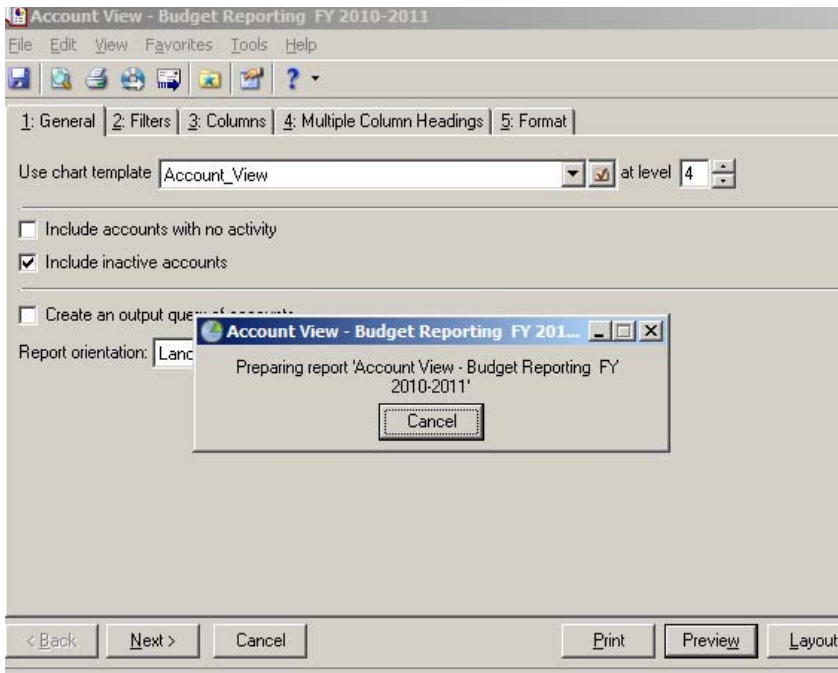 Account View - Budget Reporting  FY 2010-2011
File Edit View Favorites Tools Help
1: General 2: Filters 3: Columns 4: Multiple Column Headings 5: Format
Use chart template Account_View at level 4
Include accounts with no activity
Include inactive accounts
Create an output
Account View - Budget Reporting  FY 201...
Report orientation:
Preparing report 'Account View - Budget Reporting  FY
2010-2011'
Cancel
< Back Next > Cancel Print Preview Layout